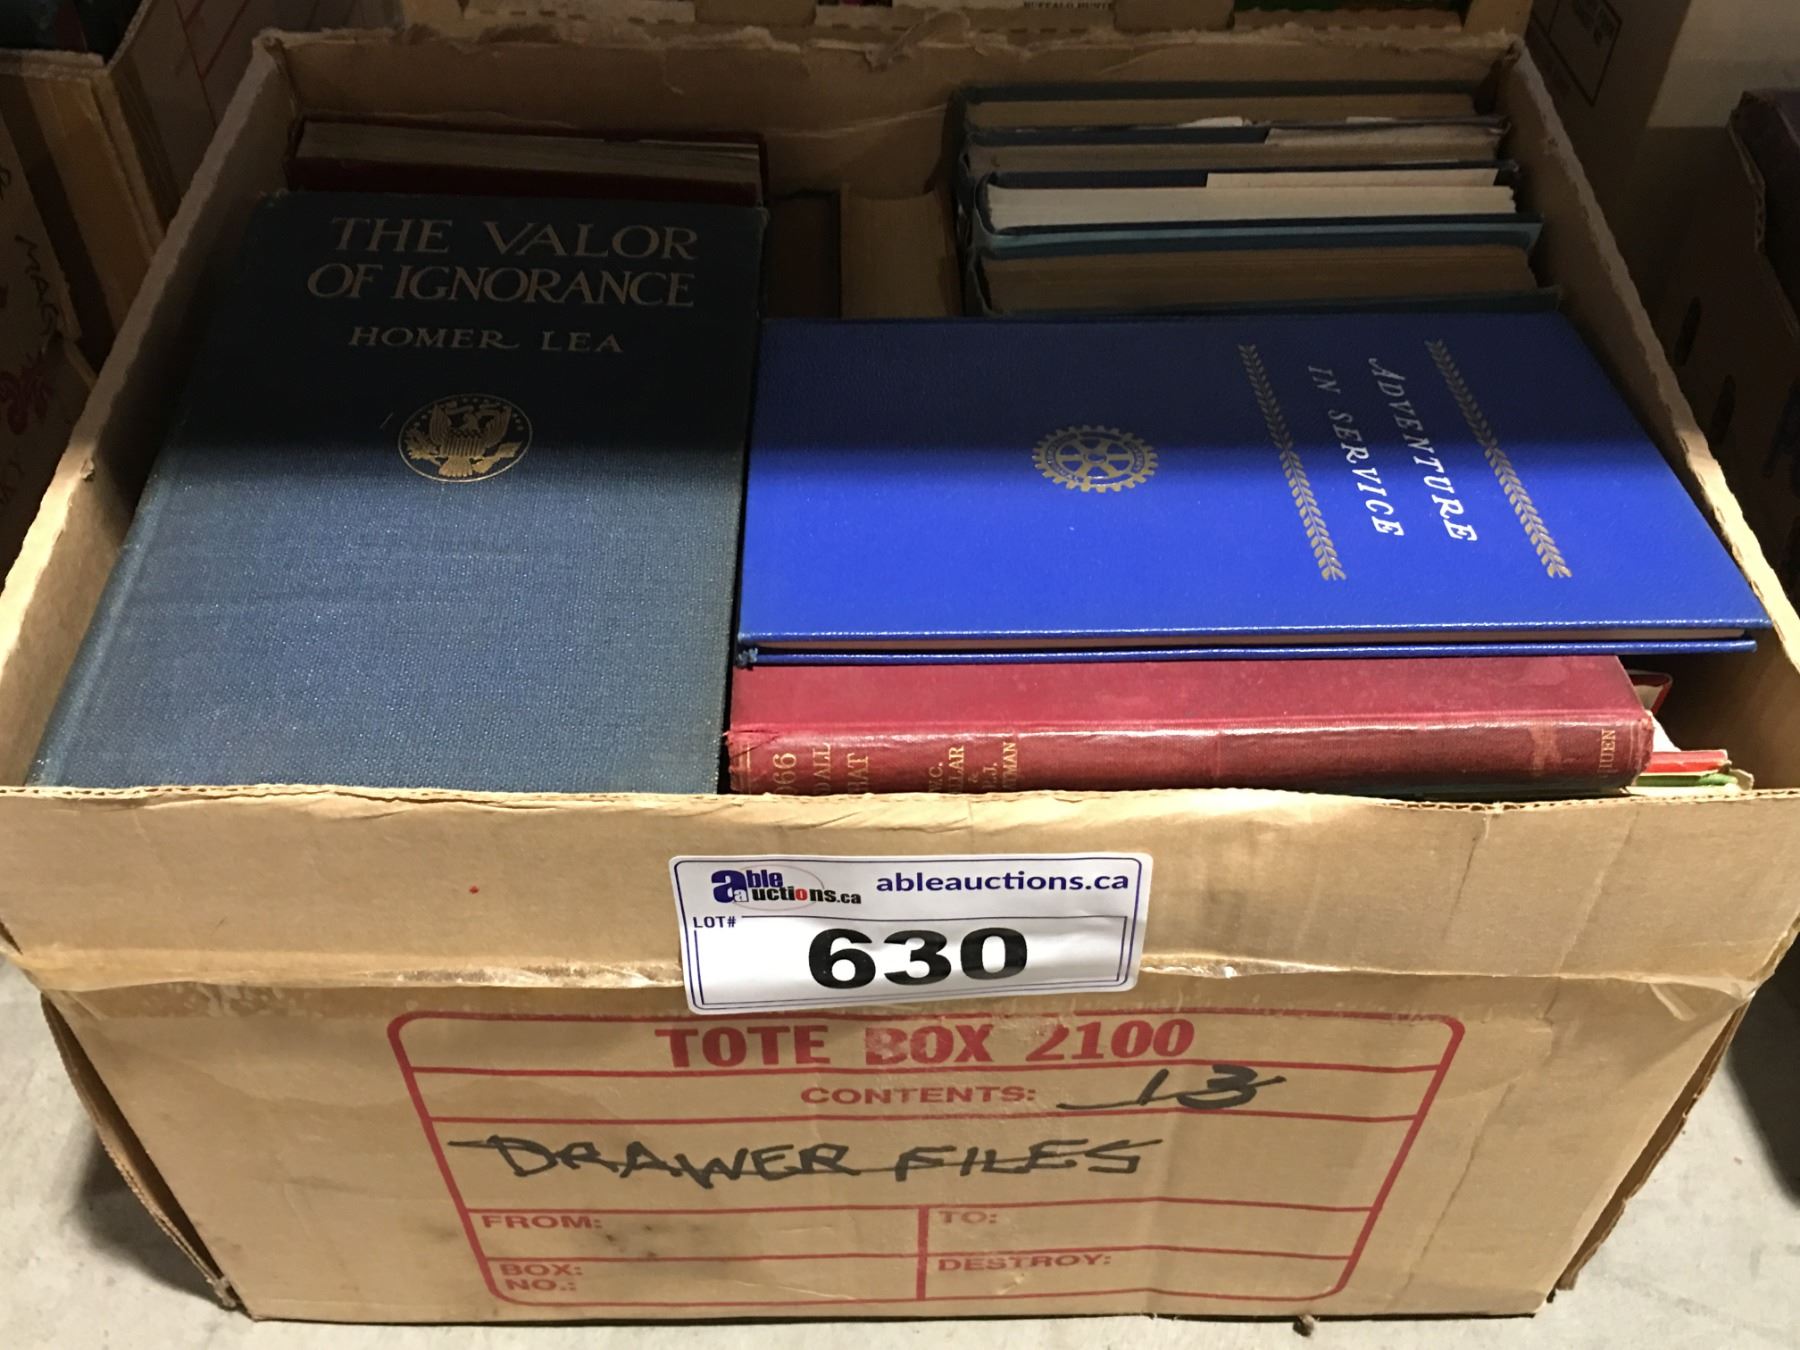 THE VALOR
OF IGNORANCE
HOMER LEA
ADVENTURE
IN SERVICE
able auctions.ca
ableauctions.ca
LOT#
630
TOTE BOX 2100
CONTENTS: 13
DRAWER FILES
FROM:
TO:
BOX:
NO.:
DESTROY: